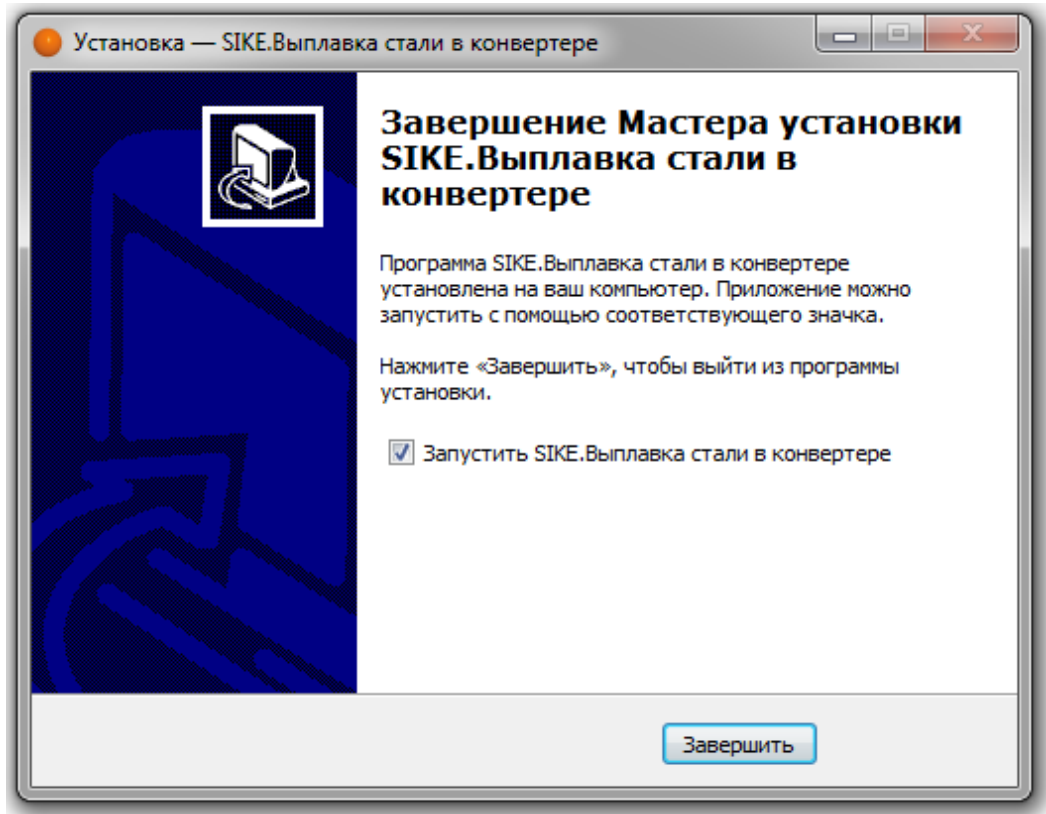 Установка — SIKE.Выплавка стали в конвертере
Завершение Мастера установки
SIKE.Выплавка стали в
конвертере
Программа SIKE.Выплавка стали в конвертере
установлена на ваш компьютер. Приложение можно
запустить с помощью соответствующего значка.
Нажмите «Завершить», чтобы выйти из программы
установки.
Запустить SIKE.Выплавка стали в конвертере
Завершить